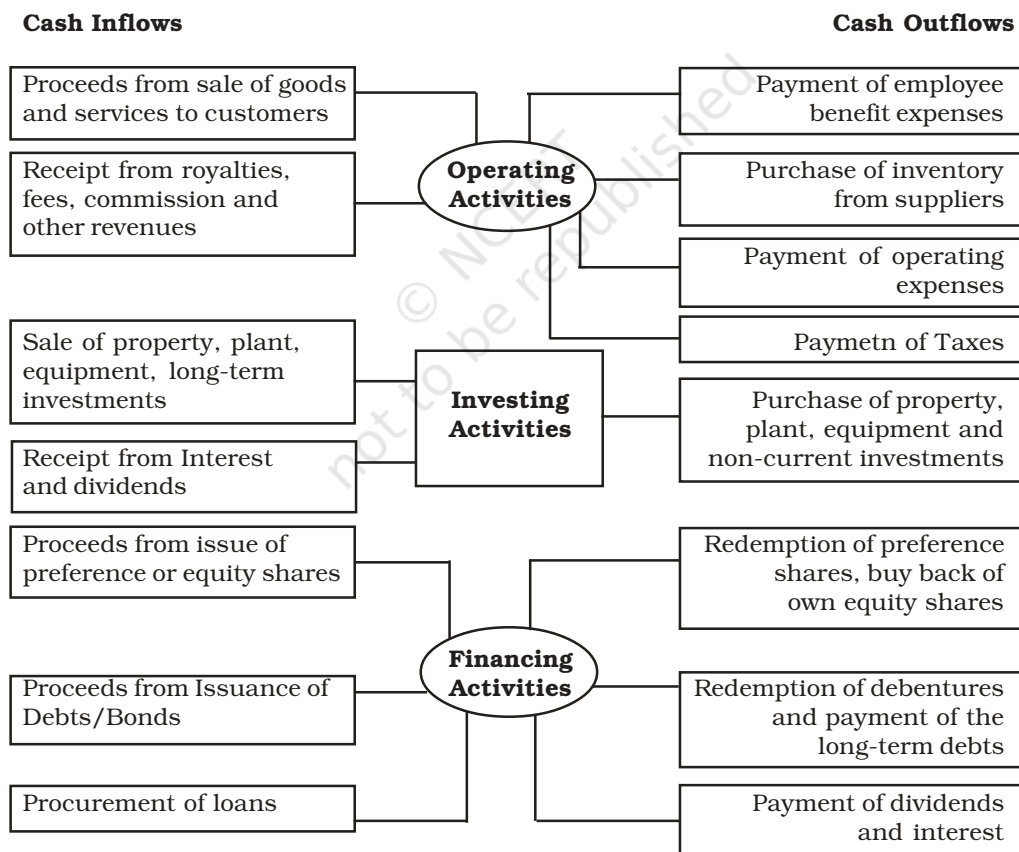 Cash Inflows
Cash Outflows
Proceeds from sale of goods
and services to customers
Receipt from royalties,
fees, commission and
other revenues
Operating
Activities
Payment of employee
benefit expenses
Purchase of inventory
from suppliers
Payment of operating
expenses
Paymetn of Taxes
Sale of property, plant,
equipment, long-term
investments
Receipt from Interest
and dividends
Investing
Activities
Purchase of property,
plant, equipment and
non-current investments
Proceeds from issue of
preference or equity shares
Proceeds from Issuance of
Debts/Bonds
Procurement of loans
Financing
Activities
Redemption of preference
shares, buy back of
own equity shares
Redemption of debentures
and payment of the
long-term debts
Payment of dividends
and interest
© NCERT
not to be republished